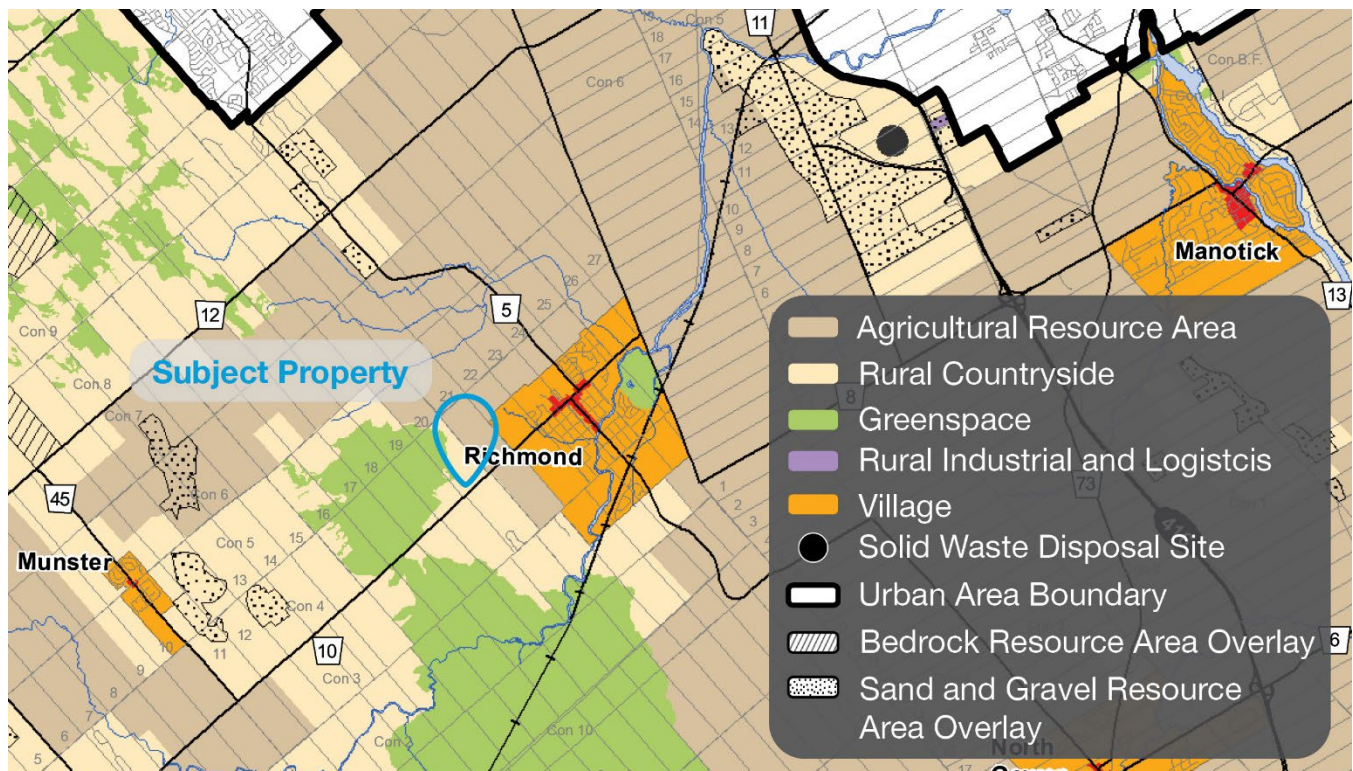 Con 5
19
18
17
16
15
14
13
12
11
10
9
8
7
6
Con 6
11
Con B.F.
Manotick
13
12
5
27
26
25
24
23
22
21
20
19
18
17
16
15
14
13
12
11
10
9
8
7
6
5
Con 9
Con 8
Con 7
Con 6
Con 5
Con 4
Con 3
Con 10
Subject Property
Richmond
Munster
45
10
1
2
3
4
8
73
6
17
North
Agricultural Resource Area
Rural Countryside
Greenspace
Rural Industrial and Logistcis
Village
Solid Waste Disposal Site
Urban Area Boundary
Bedrock Resource Area Overlay
Sand and Gravel Resource
Area Overlay